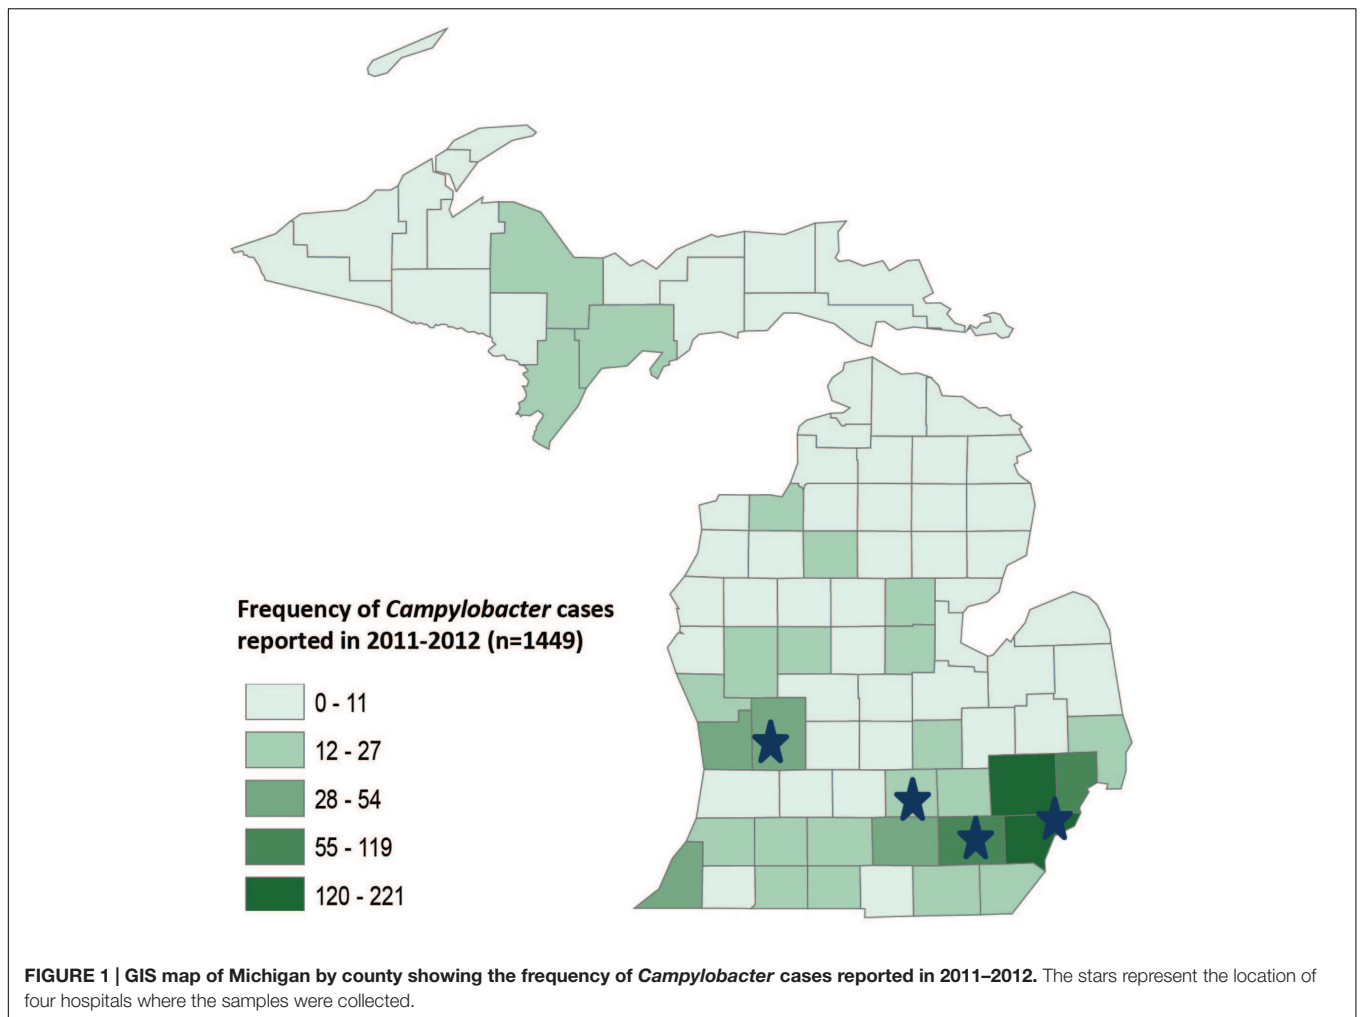 Frequency of Campylobacter cases
reported in 2011-2012 (n=1449)
0 - 11
12 - 27
28 - 54
55 - 119
120 - 221
FIGURE 1 | GIS map of Michigan by county showing the frequency of Campylobacter cases reported in 2011–2012. The stars represent the location of
four hospitals where the samples were collected.